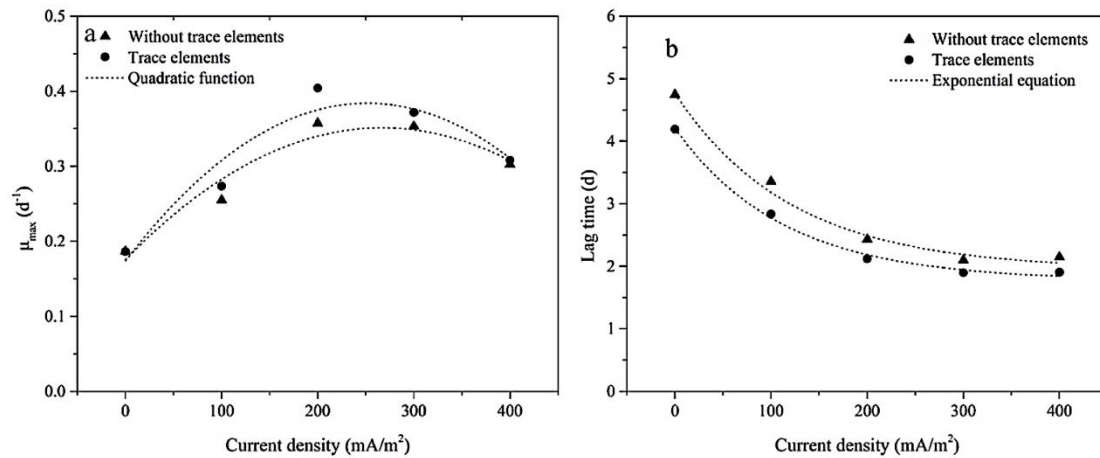 a
Without trace elements
Trace elements
Quadratic function
0.5
0.4
0.3
0.2
0.1
0.0
μmax (d⁻¹)
0 100 200 300 400
Current density (mA/m²)
b
Without trace elements
Trace elements
Exponential equation
6
5
4
3
2
1
0
Lag time (d)
0 100 200 300 400
Current density (mA/m²)